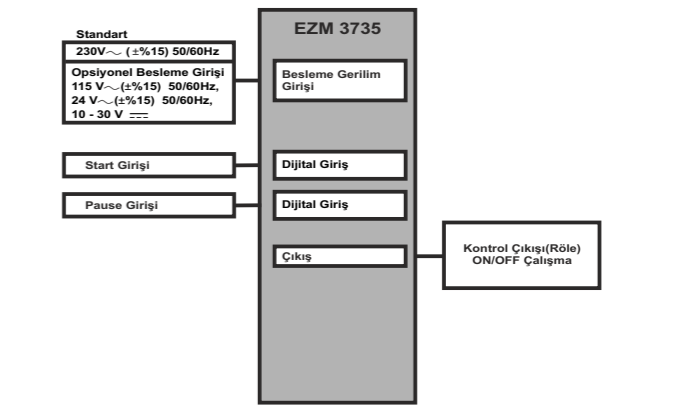 EZM 3735
Standart
230V～ (±%15) 50/60Hz
Opsiyonel Besleme Girişi
115 V～(±%15) 50/60Hz,
24 V～(±%15) 50/60Hz,
10 - 30 V ⎓
Besleme Gerilim
Girişi
Start Girişi
Dijital Giriş
Pause Girişi
Dijital Giriş
Çıkış
Kontrol Çıkışı(Röle)
ON/OFF Çalışma